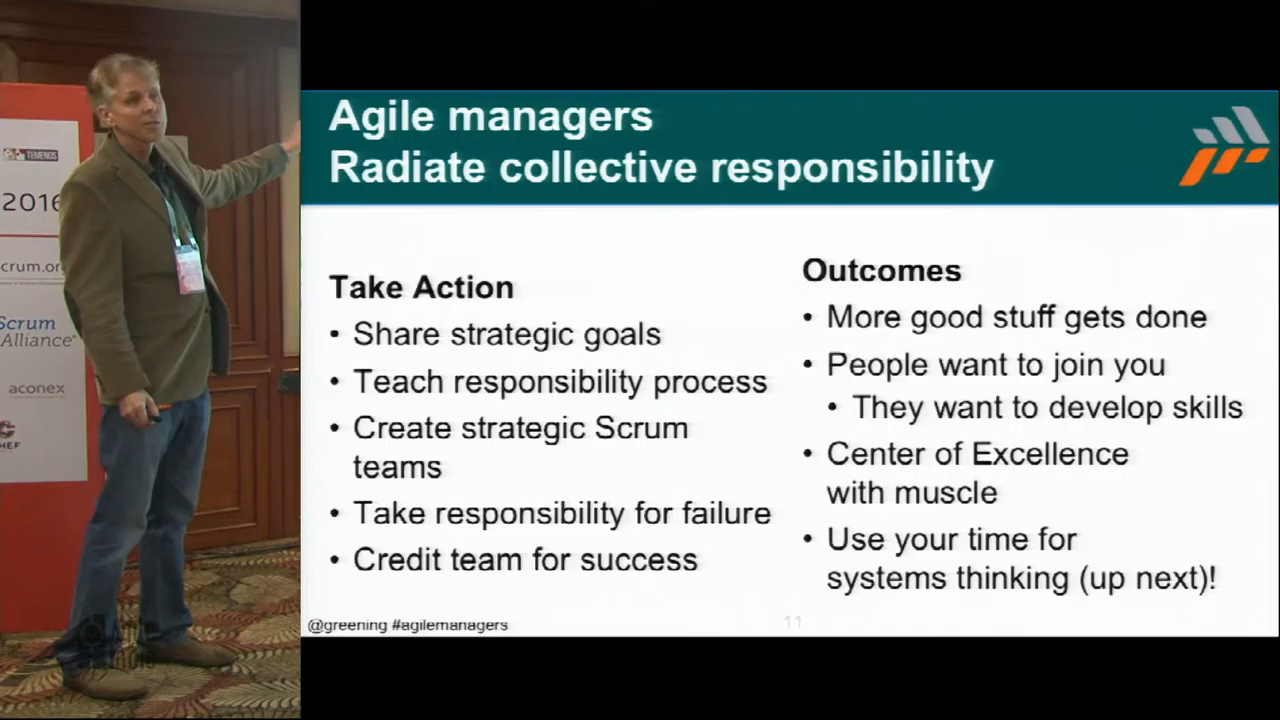 TEMENOS
2016
crum.org
Scrum
Alliance
aconex
HEF
Agile managers
Radiate collective responsibility
Take Action
• Share strategic goals
• Teach responsibility process
• Create strategic Scrum
teams
• Take responsibility for failure
• Credit team for success
Outcomes
• More good stuff gets done
• People want to join you
• They want to develop skills
• Center of Excellence
with muscle
• Use your time for
systems thinking (up next)!
@greening #agilemanagers
11